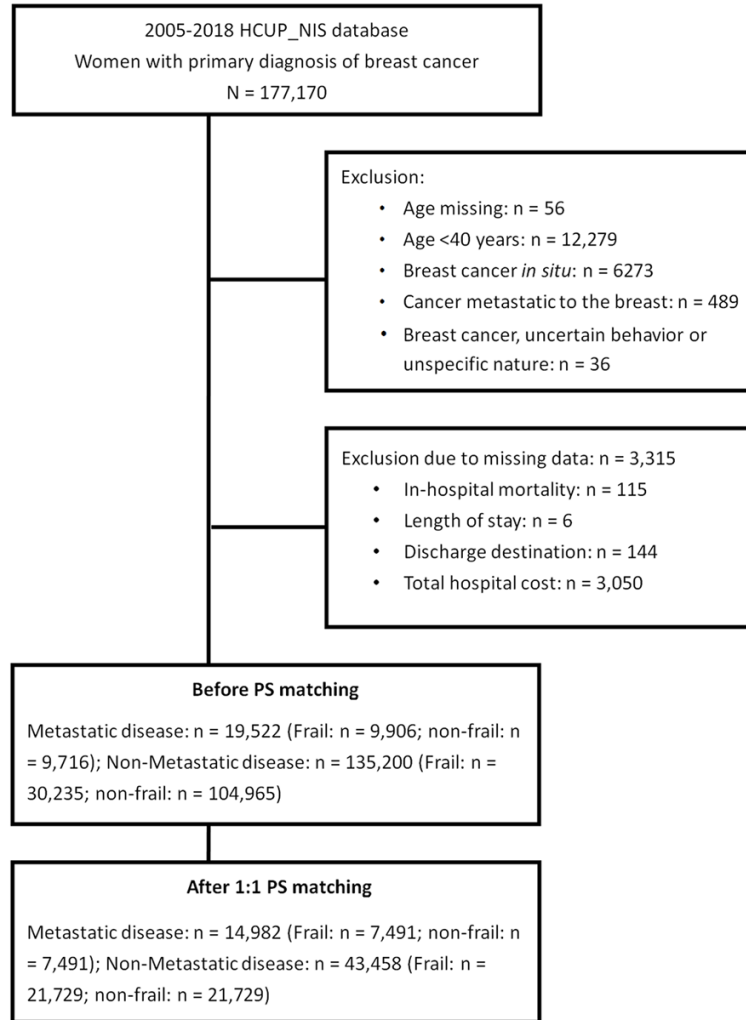 2005-2018 HCUP_NIS database
Women with primary diagnosis of breast cancer
N = 177,170
Exclusion:
• Age missing: n = 56
• Age <40 years: n = 12,279
• Breast cancer in situ: n = 6273
• Cancer metastatic to the breast: n = 489
• Breast cancer, uncertain behavior or
unspecific nature: n = 36
Exclusion due to missing data: n = 3,315
• In-hospital mortality: n = 115
• Length of stay: n = 6
• Discharge destination: n = 144
• Total hospital cost: n = 3,050
Before PS matching
Metastatic disease: n = 19,522 (Frail: n = 9,906; non-frail: n
= 9,716); Non-Metastatic disease: n = 135,200 (Frail: n =
30,235; non-frail: n = 104,965)
After 1:1 PS matching
Metastatic disease: n = 14,982 (Frail: n = 7,491; non-frail: n
= 7,491); Non-Metastatic disease: n = 43,458 (Frail: n =
21,729; non-frail: n = 21,729)